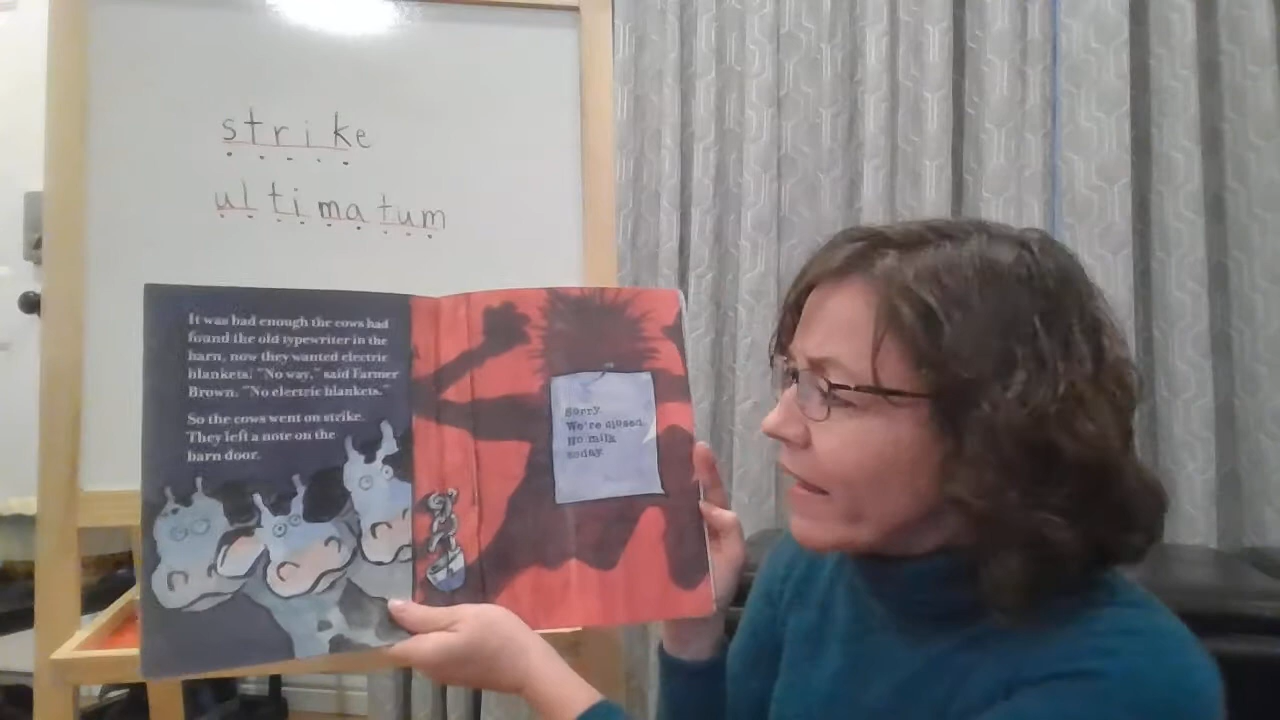 strike
ultimatum
It was bad enough the cows had
found the old typewriter in the
barn, now they wanted electric
blankets. "No way," said Farmer
Brown. "No electric blankets."
So the cows went on strike.
They left a note on the
barn door.
Sorry.
We're closed.
No milk
today.